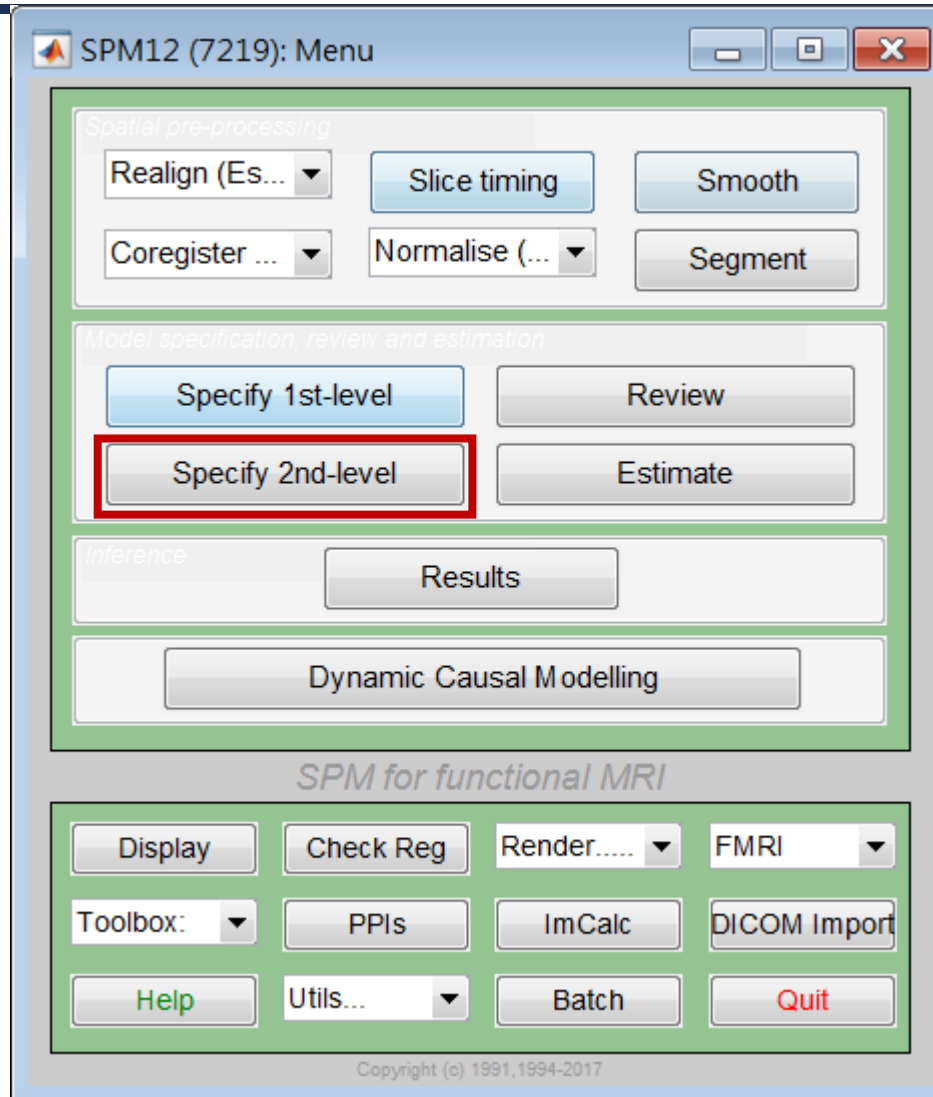 SPM12 (7219): Menu
Spatial pre-processing
Realign (Es...
Slice timing
Smooth
Coregister ...
Normalise (...
Segment
Model specification, review and estimation
Specify 1st-level
Review
Specify 2nd-level
Estimate
Inference
Results
Dynamic Causal Modelling
SPM for functional MRI
Display
Check Reg
Render.....
FMRI
Toolbox:
PPIs
ImCalc
DICOM Import
Help
Utils...
Batch
Quit
Copyright (c) 1991,1994-2017